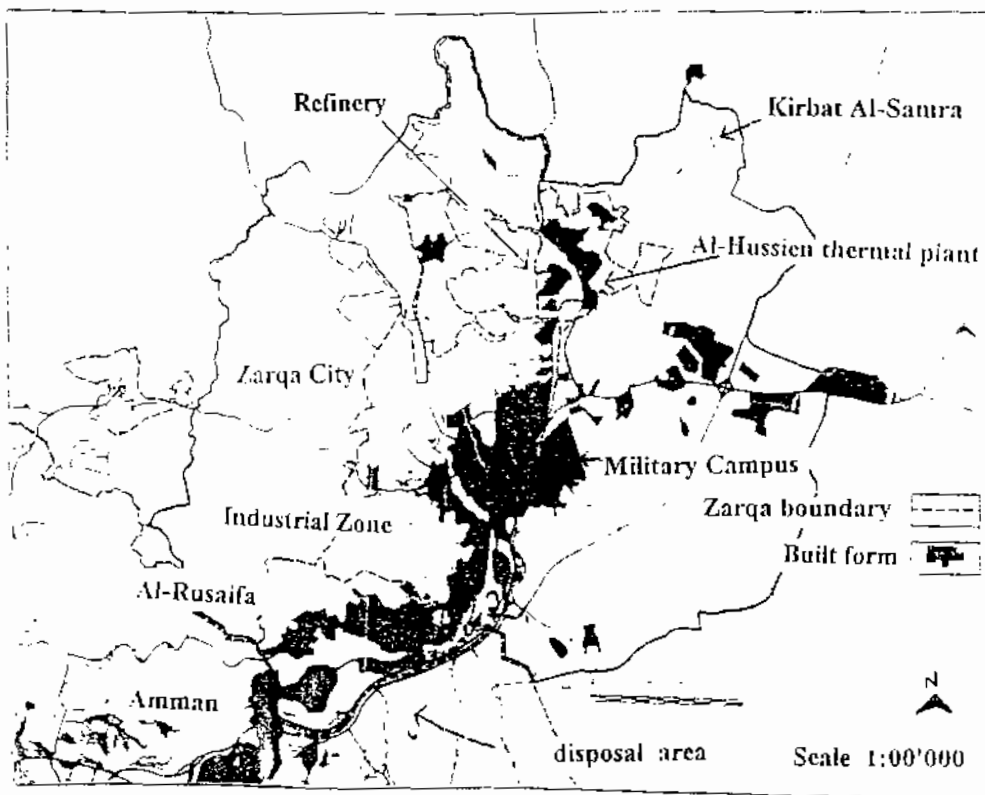 Refinery
Kirbat Al-Samra
Al-Hussien thermal plant
Zarqa City
Military Campus
Zarqa boundary
Industrial Zone
Built form
Al-Rusaifa
N
Amman
disposal area
Scale 1:00'000